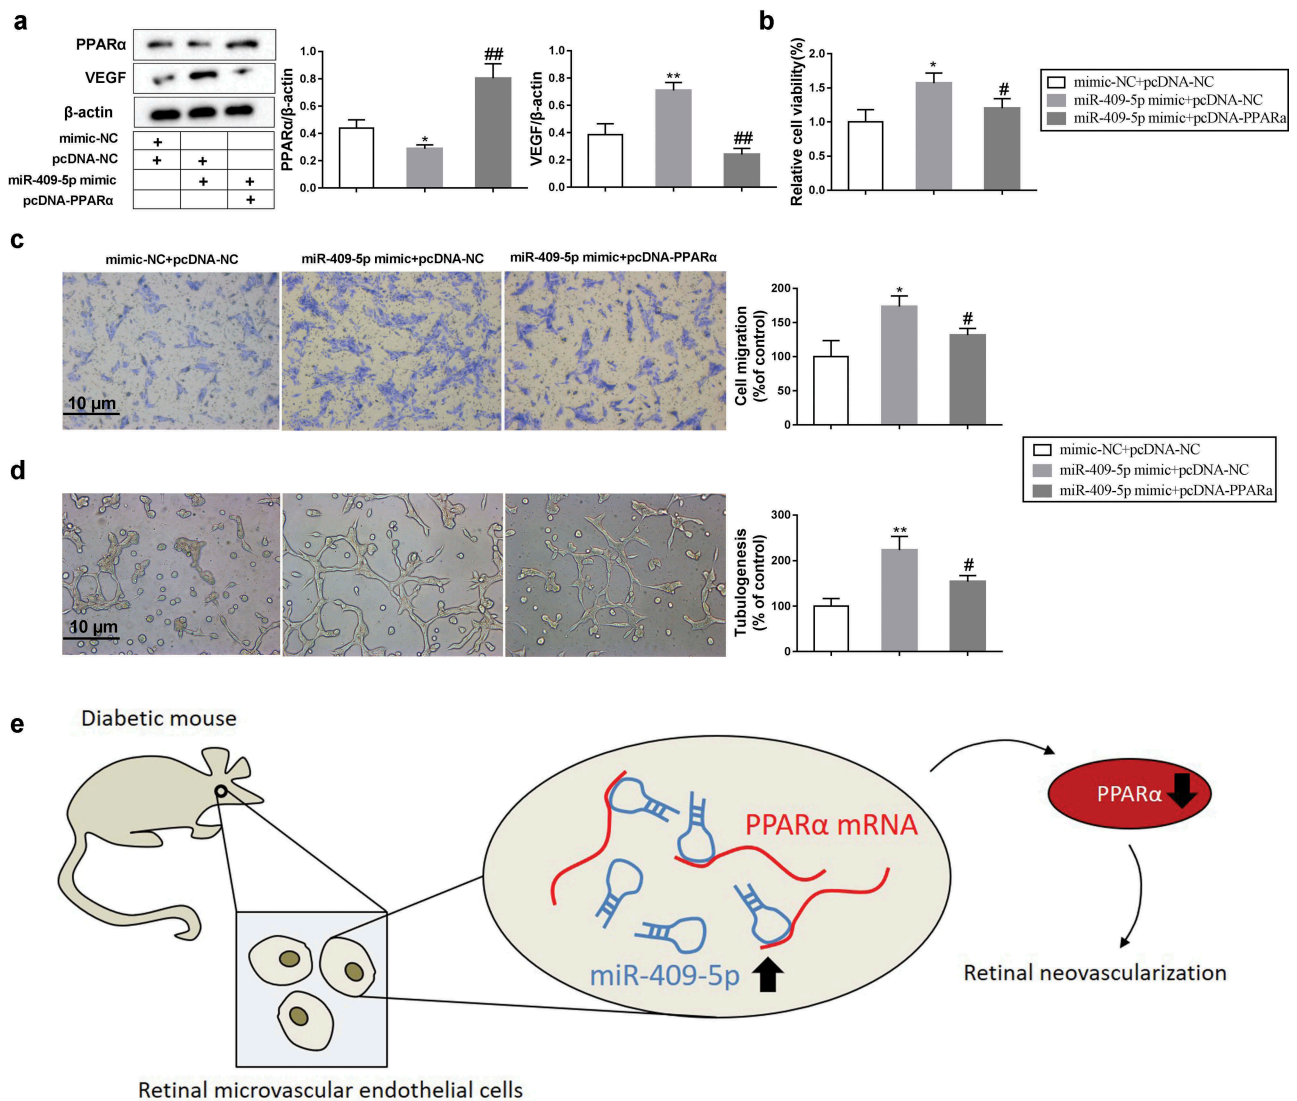 a
PPARα
VEGF
β-actin
mimic-NC +
pcDNA-NC + +
miR-409-5p mimic + +
pcDNA-PPARα +
PPARα/β-actin
1.0
0.8
0.6
0.4
0.2
0.0
*
##
VEGF/β-actin
1.0
0.8
0.6
0.4
0.2
0.0
**
##
b
Relative cell viability(%)
2.0
1.5
1.0
0.5
0.0
*
#
mimic-NC+pcDNA-NC
miR-409-5p mimic+pcDNA-NC
miR-409-5p mimic+pcDNA-PPARa
c
mimic-NC+pcDNA-NC
miR-409-5p mimic+pcDNA-NC
miR-409-5p mimic+pcDNA-PPARα
10 μm
Cell migration
(%of control)
200
150
100
50
0
*
#
mimic-NC+pcDNA-NC
miR-409-5p mimic+pcDNA-NC
miR-409-5p mimic+pcDNA-PPARa
d
10 μm
Tubulogenesis
(% of control)
300
200
100
0
**
#
e
Diabetic mouse
PPARα mRNA
miR-409-5p
PPARα
Retinal neovascularization
Retinal microvascular endothelial cells